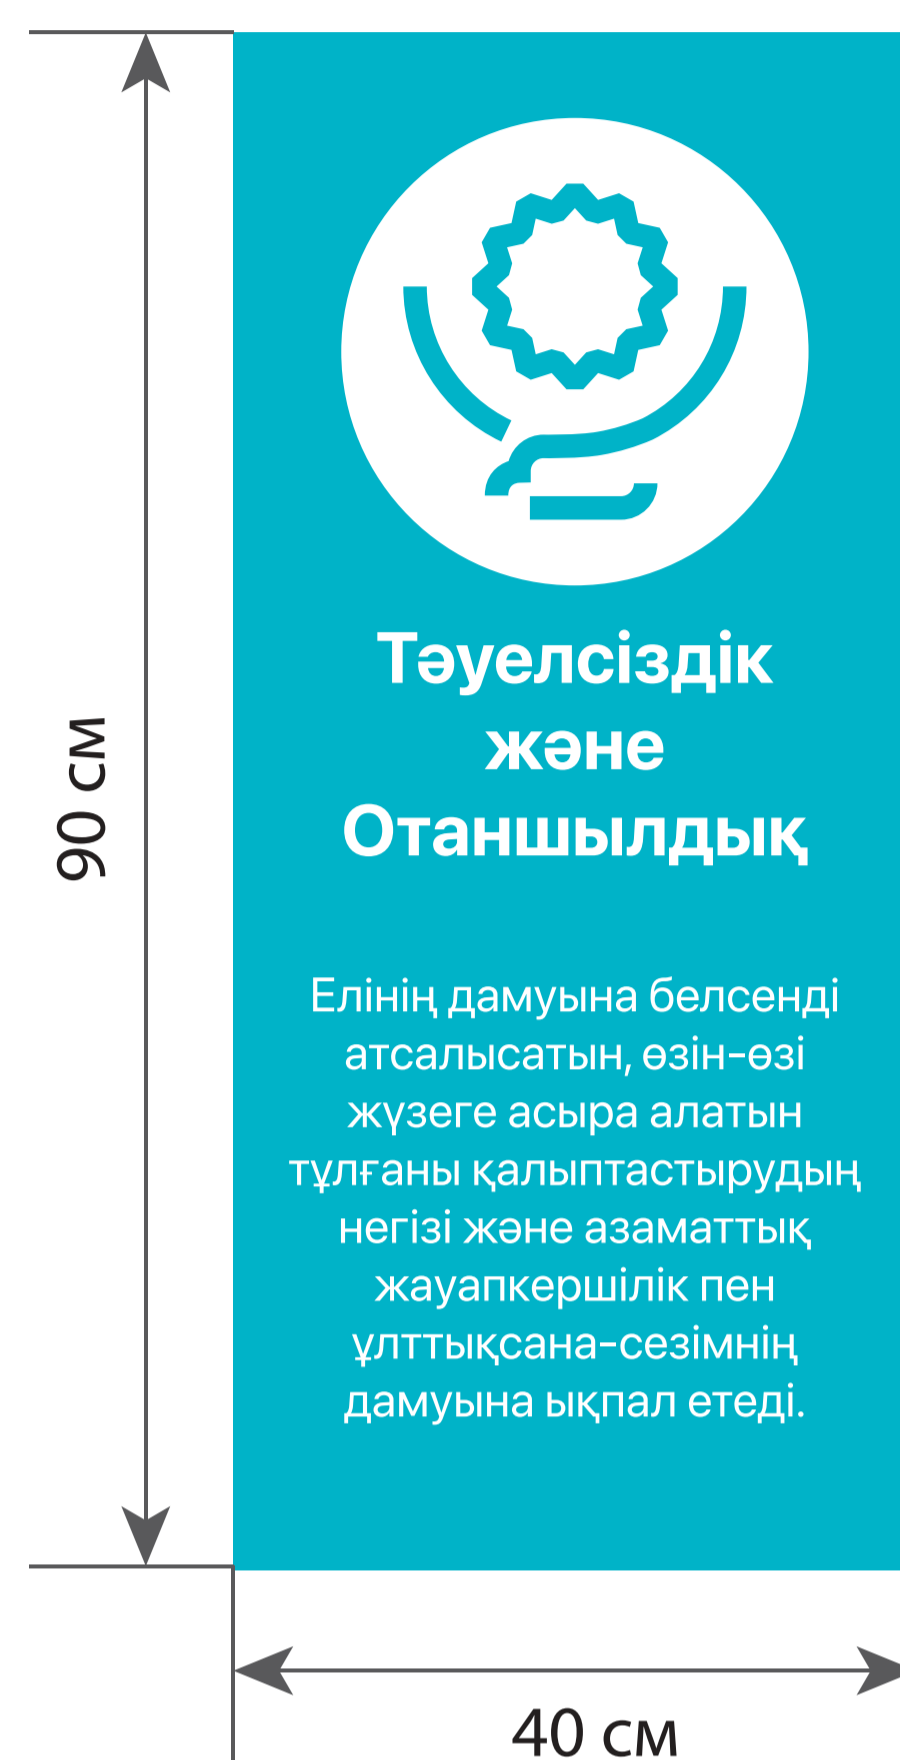 Тәуелсіздік
және
Отаншылдық
90 см
Елінің дамуына белсенді
атсалысатын, өзін-өзі
жүзеге асыра алатын
тұлғаны қалыптастырудың
негізі және азаматтық
жауапкершілік пен
ұлттықсана-сезімнің
дамуына ықпал етеді.
40 см